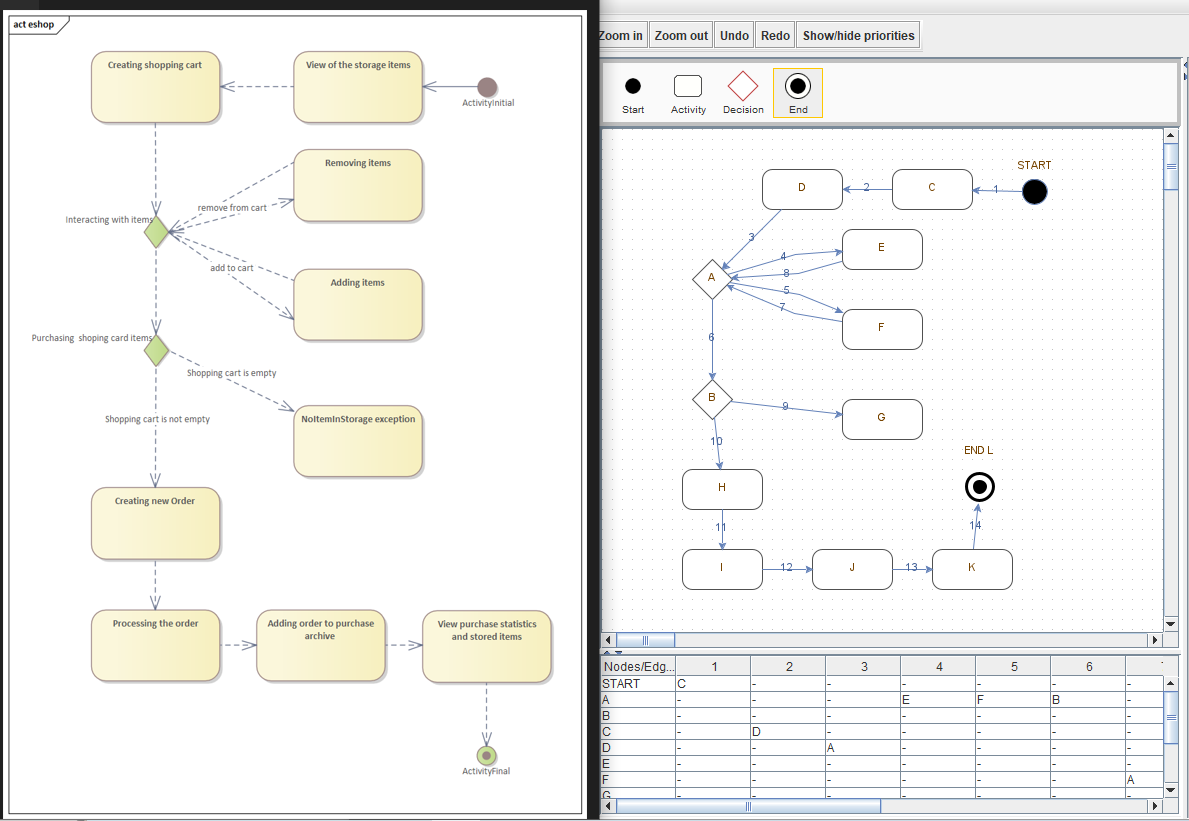 act eshop
Creating shopping cart
View of the storage items
ActivityInitial
Removing items
remove from cart
Interacting with items
add to cart
Adding items
Purchasing  shoping card items
Shopping cart is empty
NoItemInStorage exception
Shopping cart is not empty
Creating new Order
Processing the order
Adding order to purchase
archive
View purchase statistics
and stored items
ActivityFinal
Zoom in
Zoom out
Undo
Redo
Show/hide priorities
Start
Activity
Decision
End
START
D
2
C
1
3
E
4
A
8
5
7
F
6
B
9
G
10
END L
H
14
11
I
12
J
13
K
Nodes/Edg... 1 2 3 4 5 6
START C - - - - - -
A - - - E F B -
B - - - - - - -
C - D - - - - -
D - - A - - - -
E - - - - - - -
F - - - - - - A
G - - - - - - -